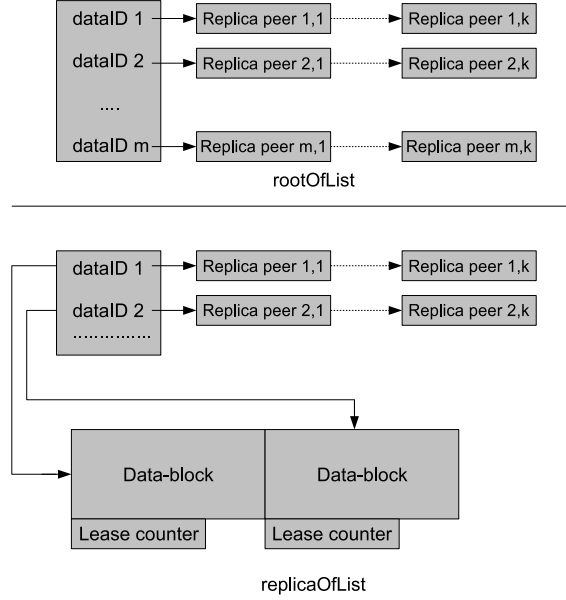 dataID 1 Replica peer 1,1 Replica peer 1,k
dataID 2 Replica peer 2,1 Replica peer 2,k
....
dataID m Replica peer m,1 Replica peer m,k
rootOfList
dataID 1 Replica peer 1,1 Replica peer 1,k
dataID 2 Replica peer 2,1 Replica peer 2,k
...............
Data-block Data-block
Lease counter Lease counter
replicaOfList